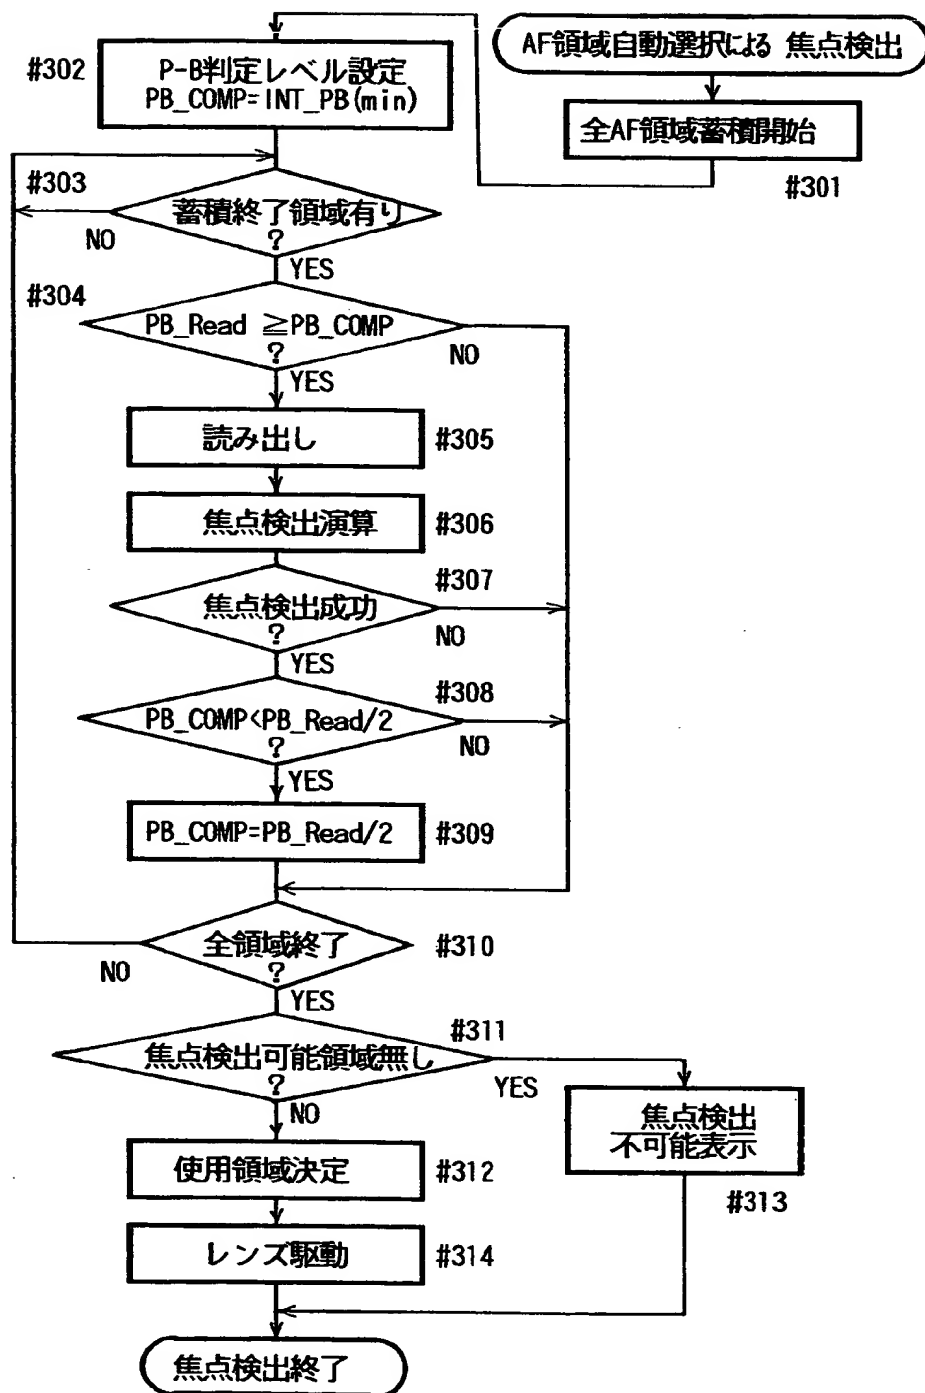 AF領域自動選択による 焦点検出
全AF領域蓄積開始
#301
#302
P-B判定レベル設定
PB_COMP=INT_PB(min)
#303
蓄積終了領域有り
?
NO
YES
#304
PB_Read ≧PB_COMP
?
NO
YES
読み出し
#305
焦点検出演算
#306
#307
焦点検出成功
?
NO
YES
#308
PB_COMP<PB_Read/2
?
NO
YES
PB_COMP=PB_Read/2
#309
全領域終了
?
#310
NO
YES
#311
焦点検出可能領域無し
?
YES
NO
焦点検出
不可能表示
#313
使用領域決定
#312
レンズ駆動
#314
焦点検出終了